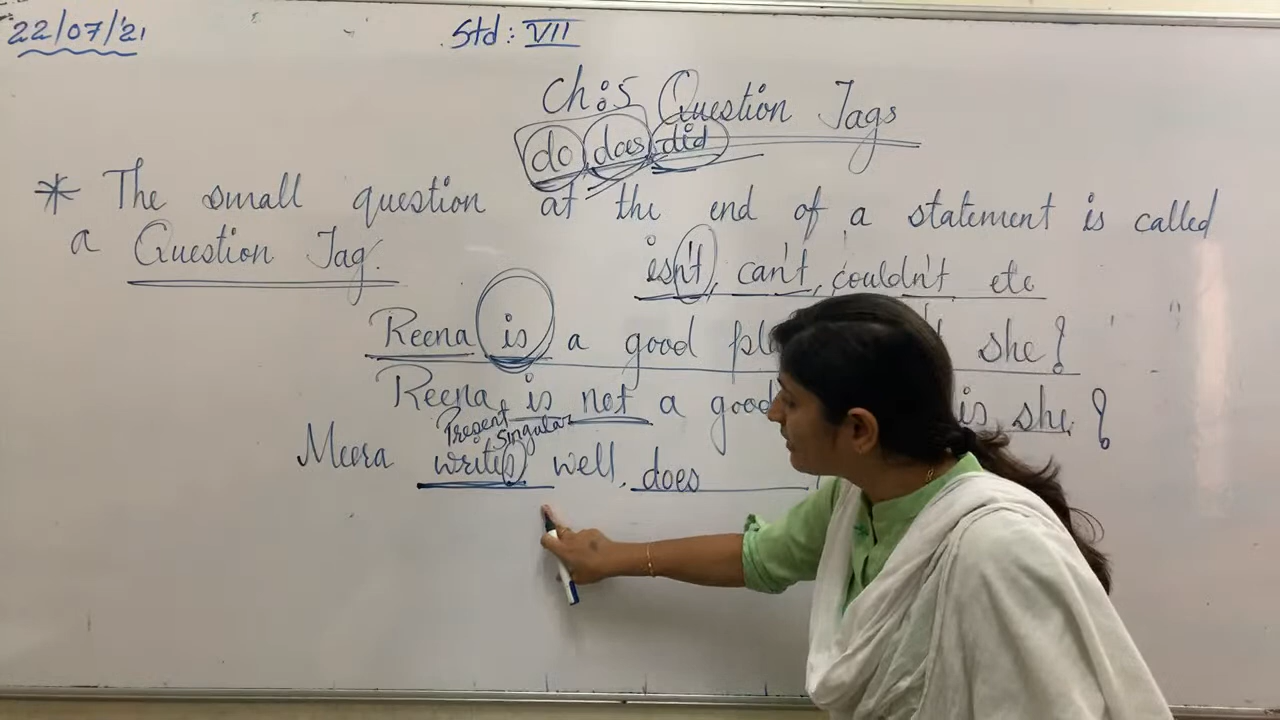 22/07/21
Std: VII
Ch:5 Question Tags
do, does, did
* The small question at the end of a statement is called
a Question Tag.
isn't, can't, couldn't etc
Reena is a good she?
Reena is not a good is she?
Present
Singular
Meera writes well, does